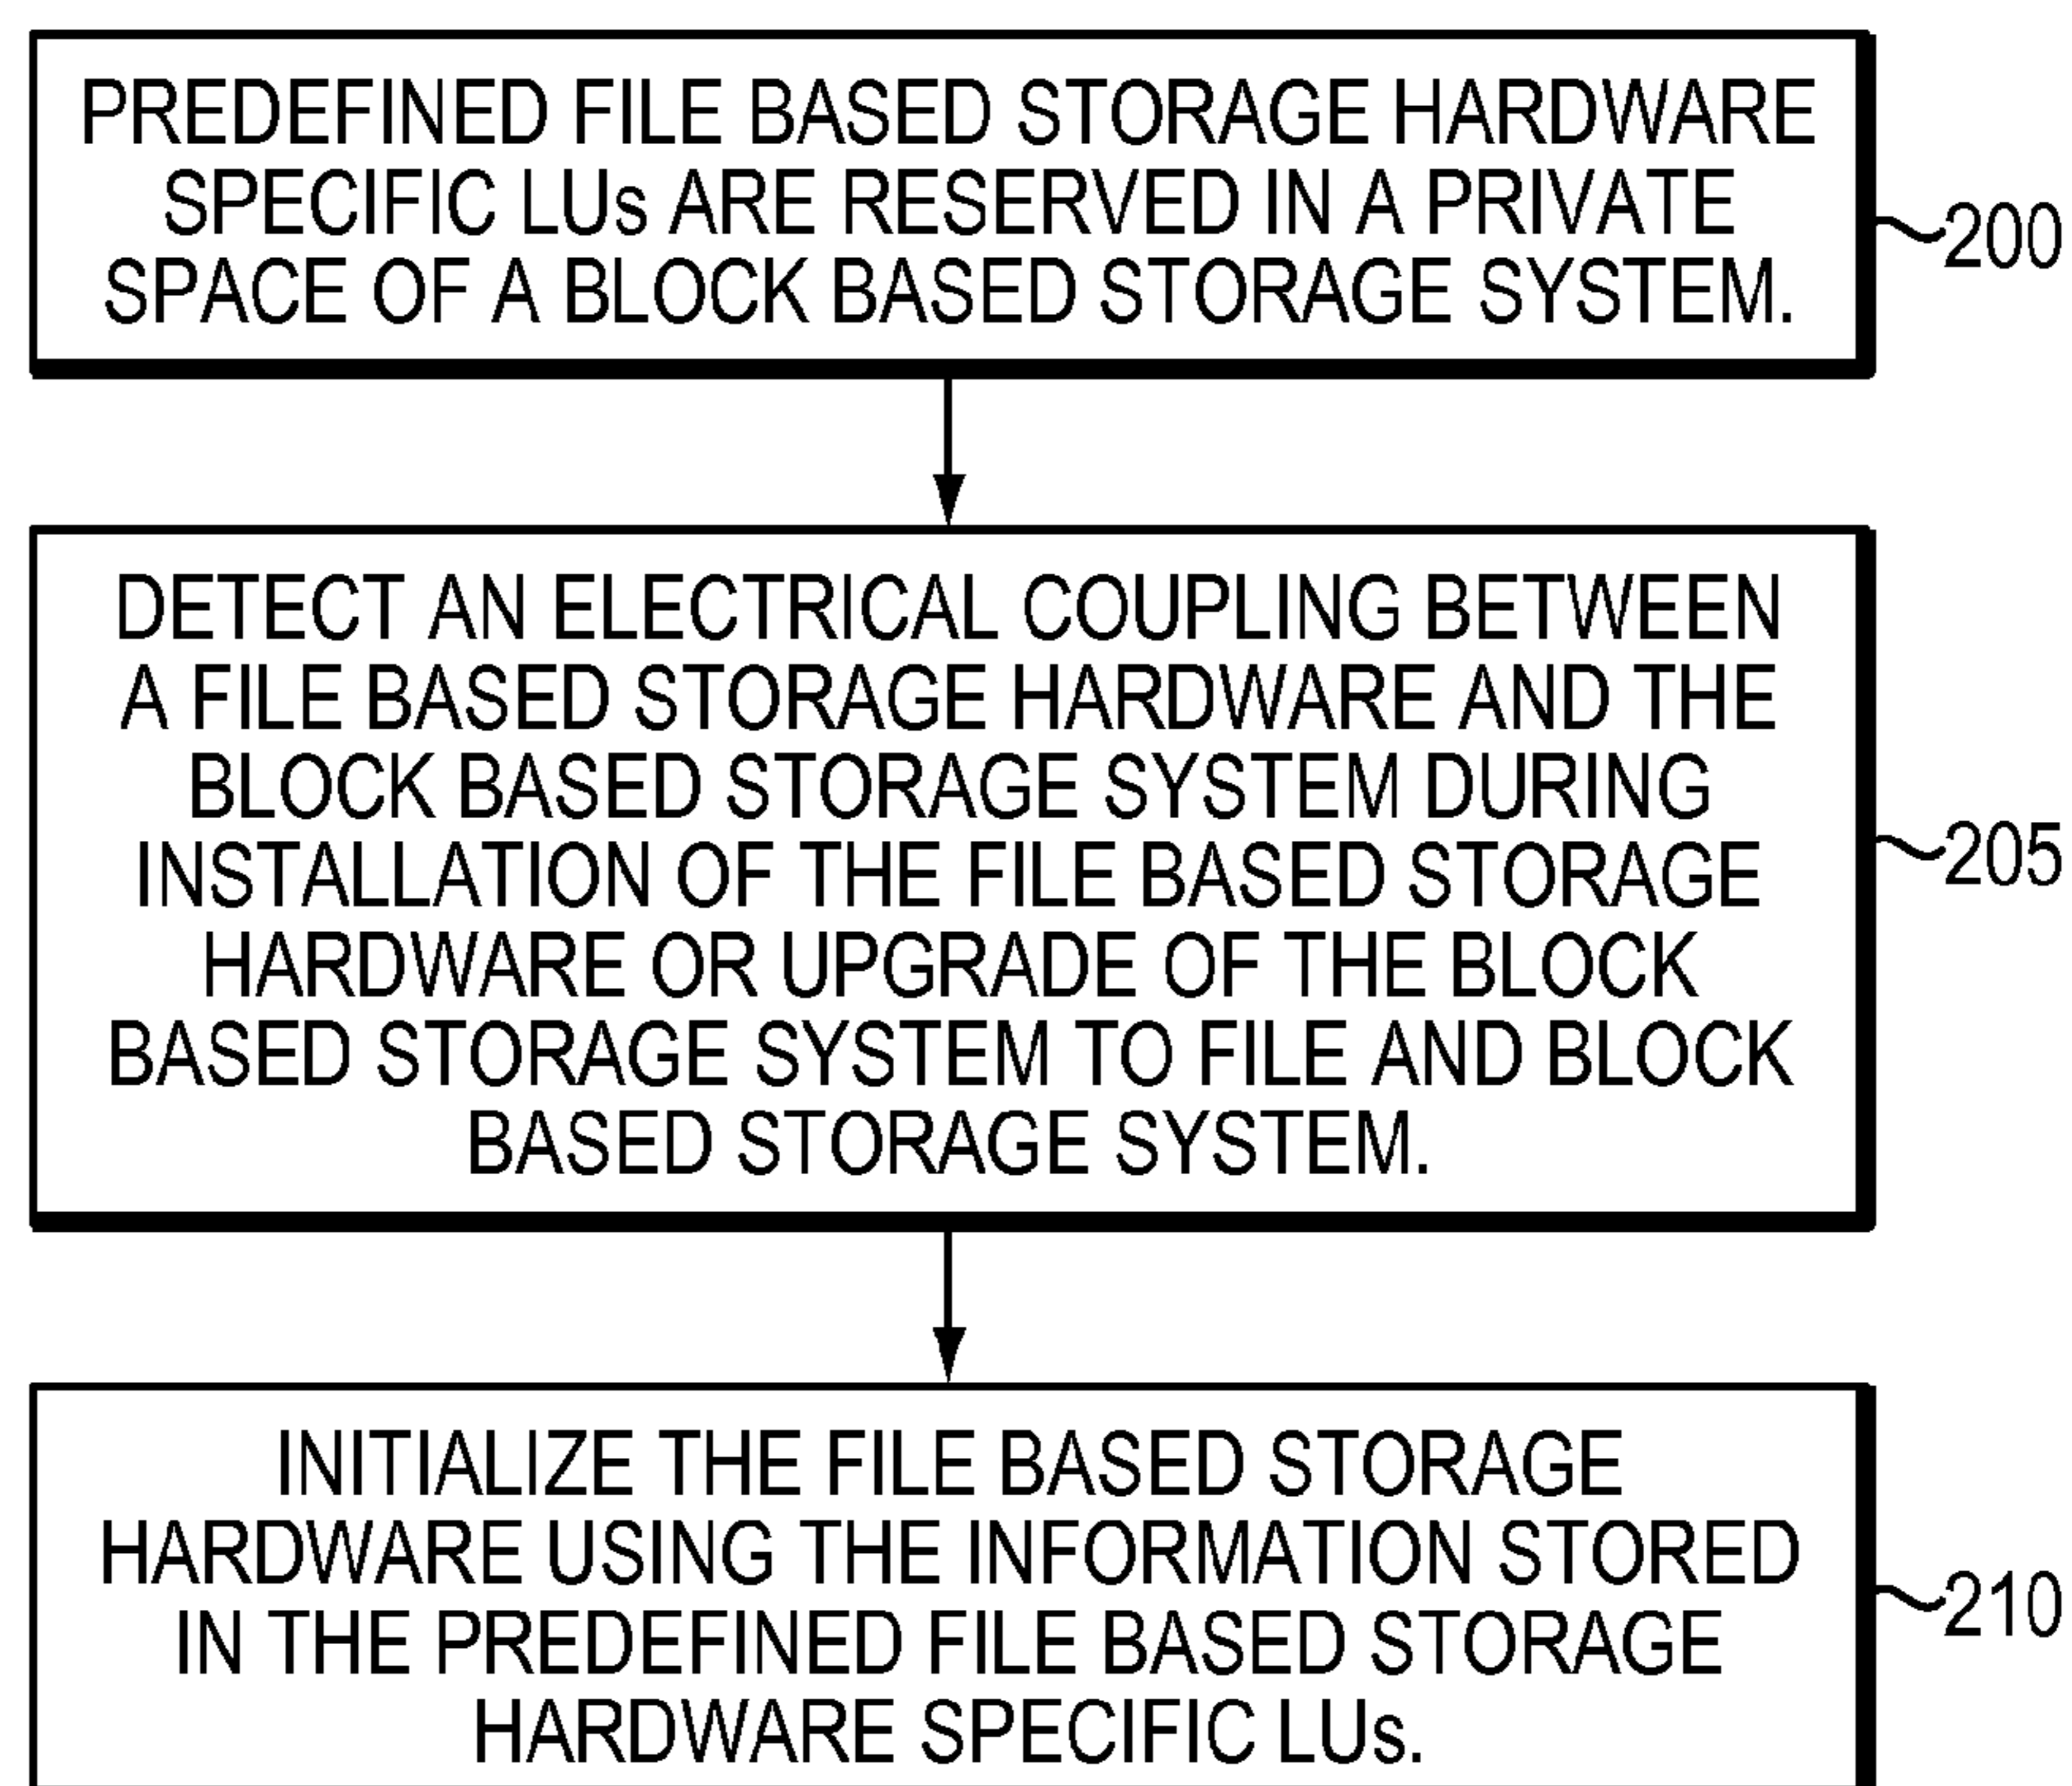 PREDEFINED FILE BASED STORAGE HARDWARE
SPECIFIC LUs ARE RESERVED IN A PRIVATE
SPACE OF A BLOCK BASED STORAGE SYSTEM.
200
DETECT AN ELECTRICAL COUPLING BETWEEN
A FILE BASED STORAGE HARDWARE AND THE
BLOCK BASED STORAGE SYSTEM DURING
INSTALLATION OF THE FILE BASED STORAGE
HARDWARE OR UPGRADE OF THE BLOCK
BASED STORAGE SYSTEM TO FILE AND BLOCK
BASED STORAGE SYSTEM.
205
INITIALIZE THE FILE BASED STORAGE
HARDWARE USING THE INFORMATION STORED
IN THE PREDEFINED FILE BASED STORAGE
HARDWARE SPECIFIC LUs.
210